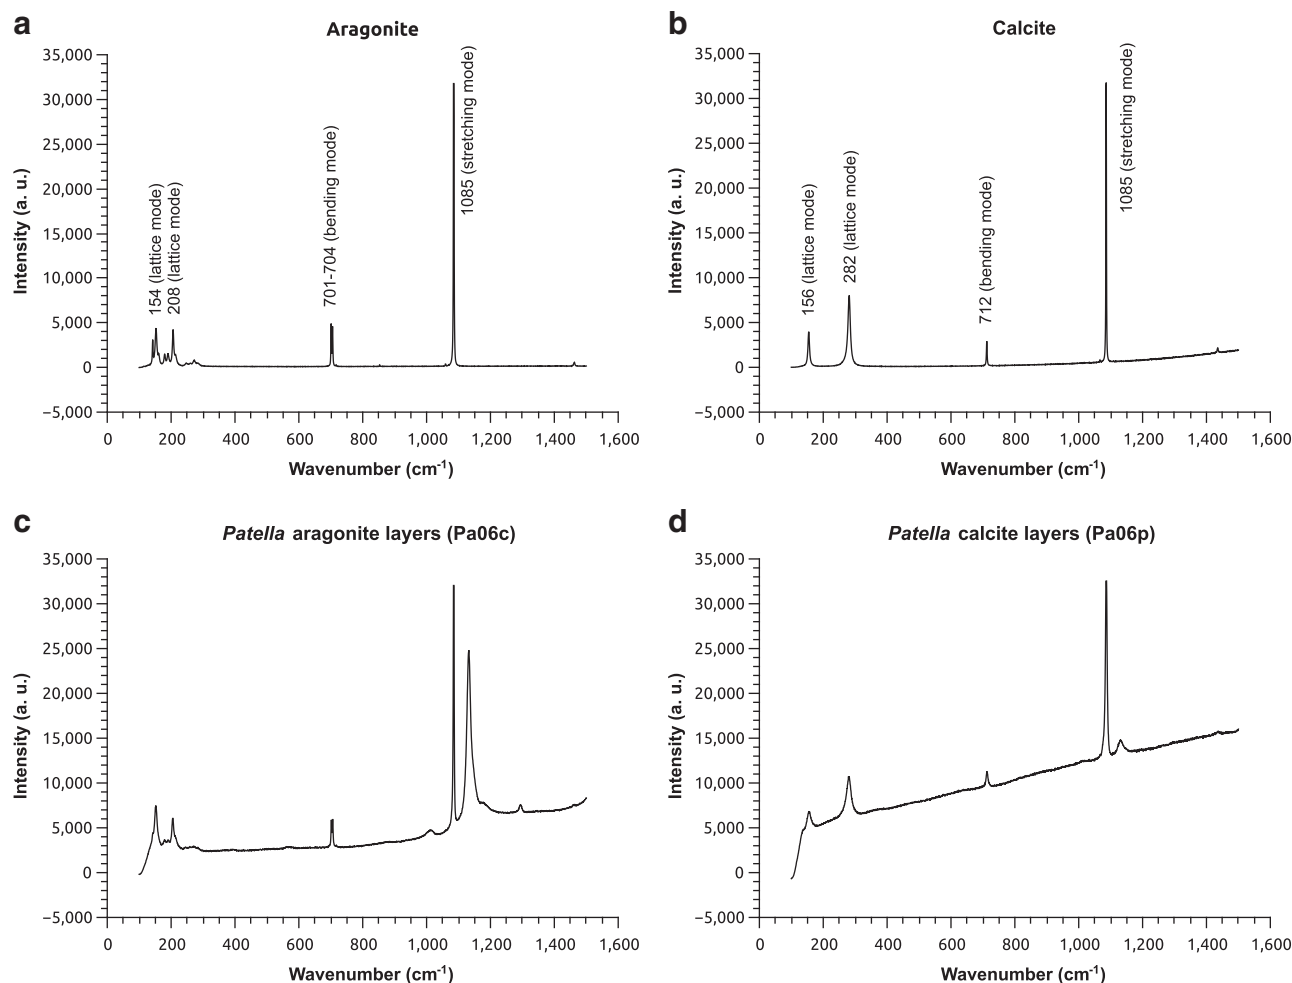 a
Aragonite
35,000
30,000
25,000
20,000
15,000
10,000
5,000
0
−5,000
Intensity (a. u.)
154 (lattice mode)
208 (lattice mode)
701-704 (bending mode)
1085 (stretching mode)
0 200 400 600 800 1,000 1,200 1,400 1,600
Wavenumber (cm-1)
b
Calcite
35,000
30,000
25,000
20,000
15,000
10,000
5,000
0
−5,000
Intensity (a. u.)
156 (lattice mode)
282 (lattice mode)
712 (bending mode)
1085 (stretching mode)
0 200 400 600 800 1,000 1,200 1,400 1,600
Wavenumber (cm-1)
c
Patella aragonite layers (Pa06c)
35,000
30,000
25,000
20,000
15,000
10,000
5,000
0
−5,000
Intensity (a. u.)
0 200 400 600 800 1,000 1,200 1,400 1,600
Wavenumber (cm-1)
d
Patella calcite layers (Pa06p)
35,000
30,000
25,000
20,000
15,000
10,000
5,000
0
−5,000
Intensity (a. u.)
0 200 400 600 800 1,000 1,200 1,400 1,600
Wavenumber (cm-1)